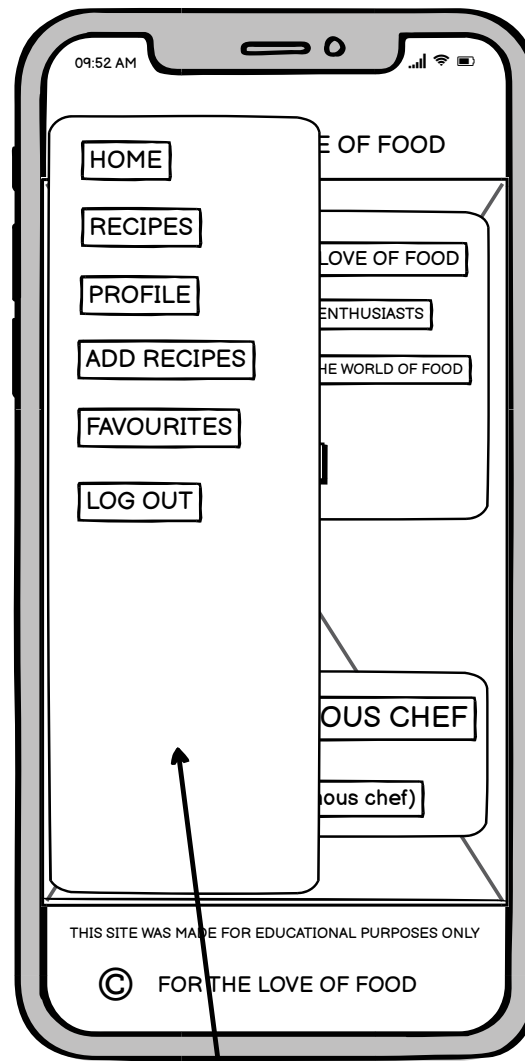 09:52 AM
E OF FOOD
HOME
RECIPES
PROFILE
ADD RECIPES
FAVOURITES
LOG OUT
LOVE OF FOOD
ENTHUSIASTS
HE WORLD OF FOOD
OUS CHEF
ous chef)
THIS SITE WAS MADE FOR EDUCATIONAL PURPOSES ONLY
© FOR THE LOVE OF FOOD